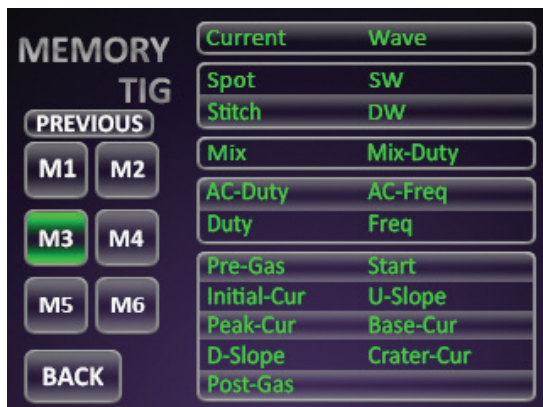 MEMORY
TIG
PREVIOUS
M1 M2
M3 M4
M5 M6
BACK
Current Wave
Spot SW
Stitch DW
Mix Mix-Duty
AC-Duty AC-Freq
Duty Freq
Pre-Gas Start
Initial-Cur U-Slope
Peak-Cur Base-Cur
D-Slope Crater-Cur
Post-Gas